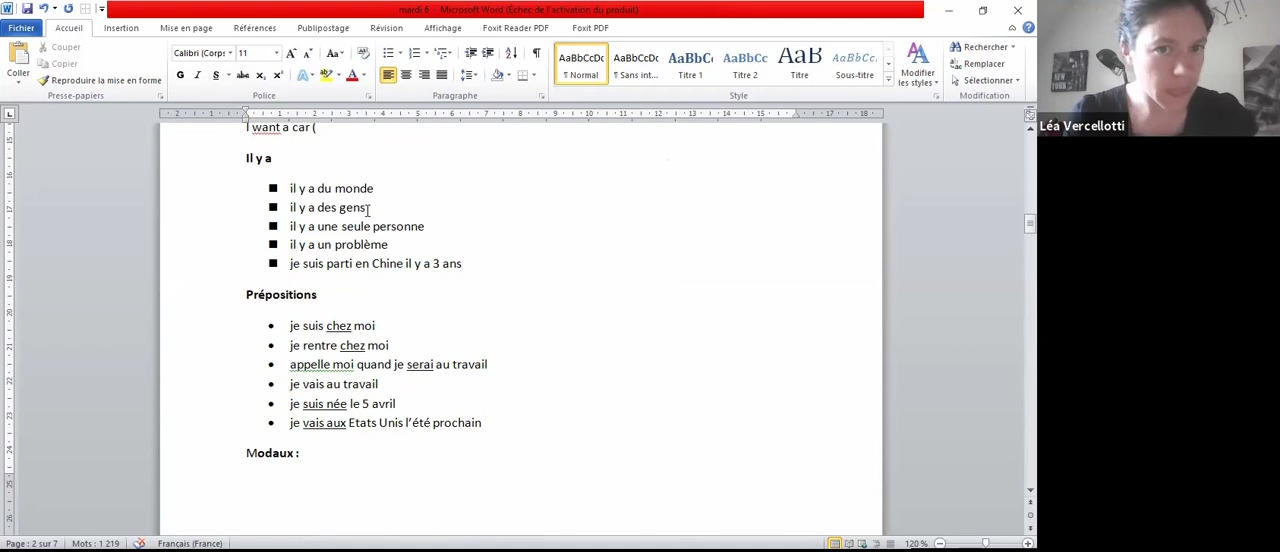 mardi 6 - Microsoft Word (Échec de l'activation du produit)
Fichier Accueil Insertion Mise en page Références Publipostage Révision Affichage Foxit Reader PDF Foxit PDF
Coller
Couper
Copier
Reproduire la mise en forme
Presse-papiers
Calibri (Corps 11
G I S abc x₂ x² A A
Police
Paragraphe
AaBbCcDc AaBbCcDc AaBbCc AaBbCc AaB AaBbCc.
¶ Normal ¶ Sans int... Titre 1 Titre 2 Titre Sous-titre
Style
Modifier les styles
Rechercher
Remplacer
Sélectionner
Modification
I want a car (
Il y a
■ il y a du monde
■ il y a des gens
■ il y a une seule personne
■ il y a un problème
■ je suis parti en Chine il y a 3 ans
Prépositions
• je suis chez moi
• je rentre chez moi
• appelle moi quand je serai au travail
• je vais au travail
• je suis née le 5 avril
• je vais aux Etats Unis l'été prochain
Modaux :
Page : 2 sur 7 Mots : 1 219 Français (France) 120 %
Léa Vercellotti
NEW YORK